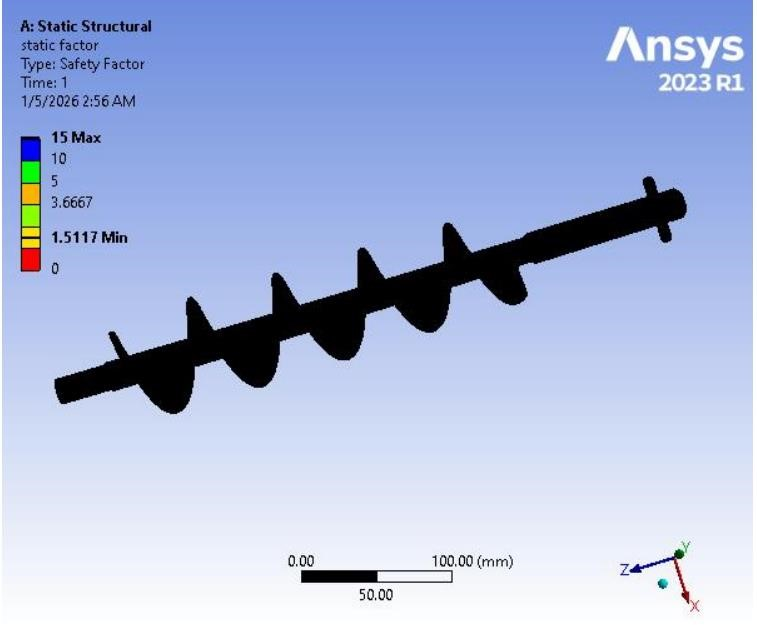 A: Static Structural
static factor
Type: Safety Factor
Time: 1
1/5/2026 2:56 AM
Ansys
2023 R1
15 Max
10
5
3.6667
1.5117 Min
0
0.00 100.00 (mm)
50.00
Y
Z
X